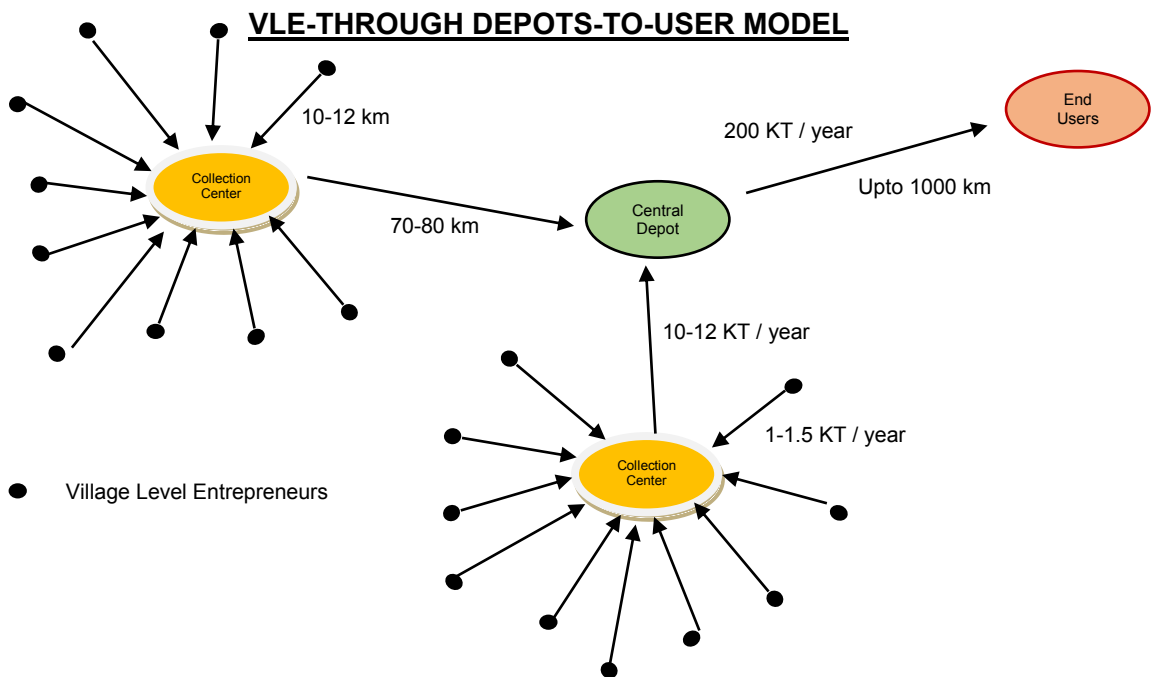 VLE-THROUGH DEPOTS-TO-USER MODEL
10-12 km
End
Users
200 KT / year
Collection
Center
Upto 1000 km
Central
Depot
70-80 km
10-12 KT / year
1-1.5 KT / year
Collection
Center
Village Level Entrepreneurs